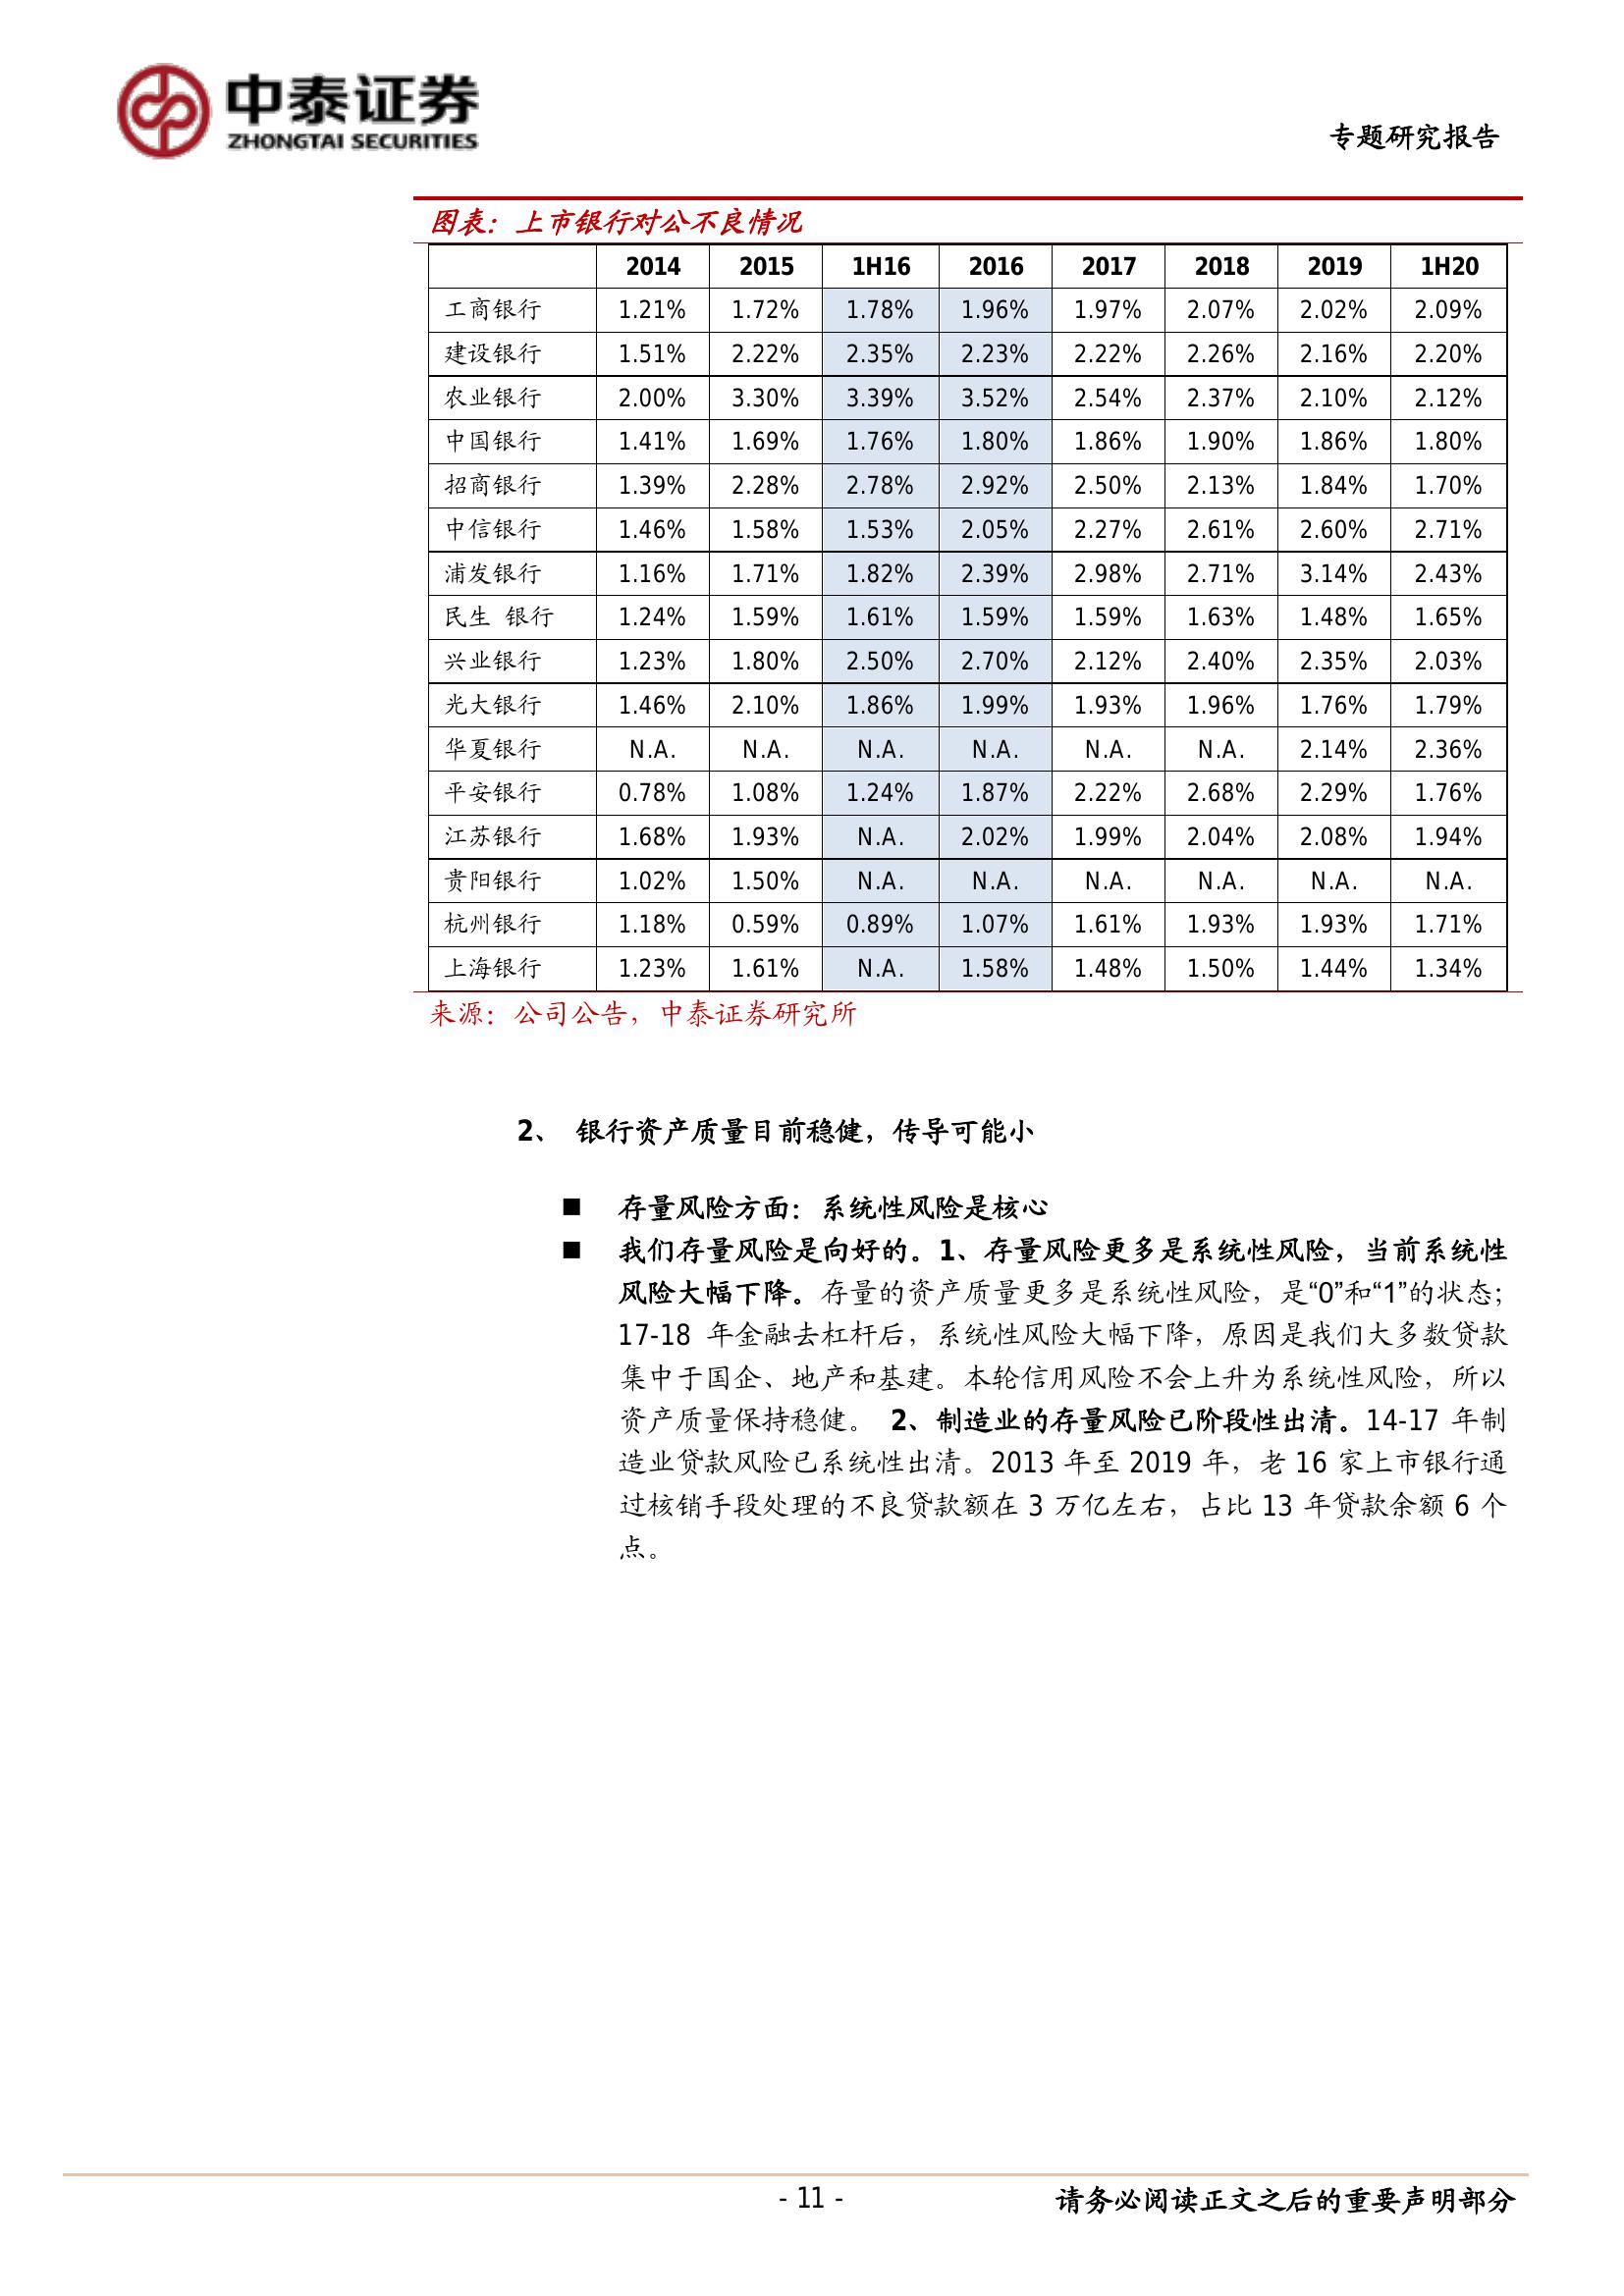 中泰证券
ZHONGTAI SECURITIES
专题研究报告
图表：上市银行对公不良情况
2014 2015 1H16 2016 2017 2018 2019 1H20
工商银行 1.21% 1.72% 1.78% 1.96% 1.97% 2.07% 2.02% 2.09%
建设银行 1.51% 2.22% 2.35% 2.23% 2.22% 2.26% 2.16% 2.20%
农业银行 2.00% 3.30% 3.39% 3.52% 2.54% 2.37% 2.10% 2.12%
中国银行 1.41% 1.69% 1.76% 1.80% 1.86% 1.90% 1.86% 1.80%
招商银行 1.39% 2.28% 2.78% 2.92% 2.50% 2.13% 1.84% 1.70%
中信银行 1.46% 1.58% 1.53% 2.05% 2.27% 2.61% 2.60% 2.71%
浦发银行 1.16% 1.71% 1.82% 2.39% 2.98% 2.71% 3.14% 2.43%
民生 银行 1.24% 1.59% 1.61% 1.59% 1.59% 1.63% 1.48% 1.65%
兴业银行 1.23% 1.80% 2.50% 2.70% 2.12% 2.40% 2.35% 2.03%
光大银行 1.46% 2.10% 1.86% 1.99% 1.93% 1.96% 1.76% 1.79%
华夏银行 N.A. N.A. N.A. N.A. N.A. N.A. 2.14% 2.36%
平安银行 0.78% 1.08% 1.24% 1.87% 2.22% 2.68% 2.29% 1.76%
江苏银行 1.68% 1.93% N.A. 2.02% 1.99% 2.04% 2.08% 1.94%
贵阳银行 1.02% 1.50% N.A. N.A. N.A. N.A. N.A. N.A.
杭州银行 1.18% 0.59% 0.89% 1.07% 1.61% 1.93% 1.93% 1.71%
上海银行 1.23% 1.61% N.A. 1.58% 1.48% 1.50% 1.44% 1.34%
来源：公司公告，中泰证券研究所
2、 银行资产质量目前稳健，传导可能小
■ 存量风险方面：系统性风险是核心
■ 我们存量风险是向好的。1、存量风险更多是系统性风险，当前系统性
风险大幅下降。存量的资产质量更多是系统性风险，是“0”和“1”的状态；
17-18 年金融去杠杆后，系统性风险大幅下降，原因是我们大多数贷款
集中于国企、地产和基建。本轮信用风险不会上升为系统性风险，所以
资产质量保持稳健。 2、制造业的存量风险已阶段性出清。14-17 年制
造业贷款风险已系统性出清。2013 年至 2019 年，老 16 家上市银行通
过核销手段处理的不良贷款额在 3 万亿左右，占比 13 年贷款余额 6 个
点。
- 11 -
请务必阅读正文之后的重要声明部分